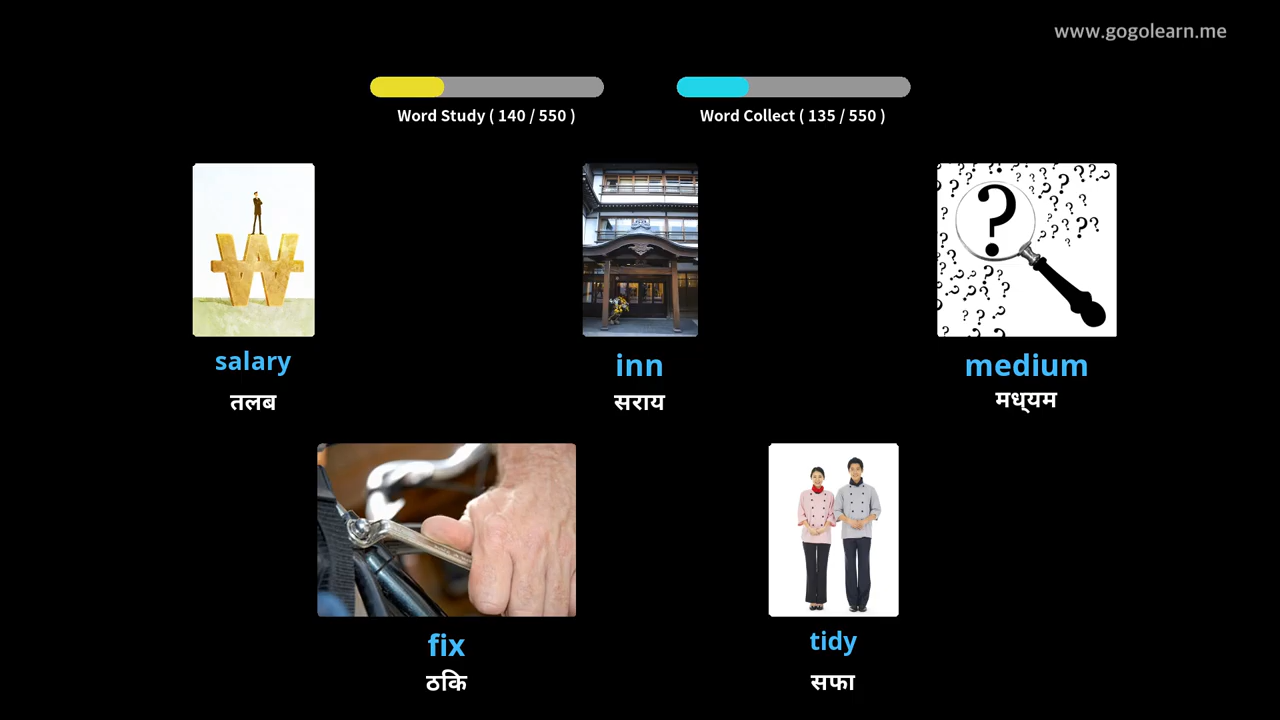 www.gogolearn.me
Word Study ( 140 / 550 )
Word Collect ( 135 / 550 )
salary
तलब
inn
सराय
medium
मध्यम
fix
ठकि
tidy
सफा